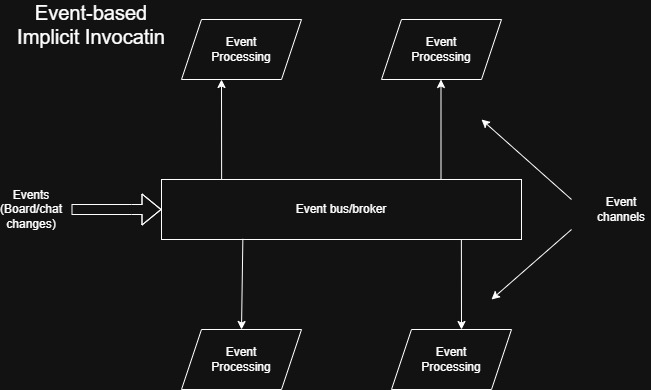 Event-based
Implicit Invocatin
Event
Processing
Event
Processing
Events
(Board/chat
changes)
Event bus/broker
Event
channels
Event
Processing
Event
Processing